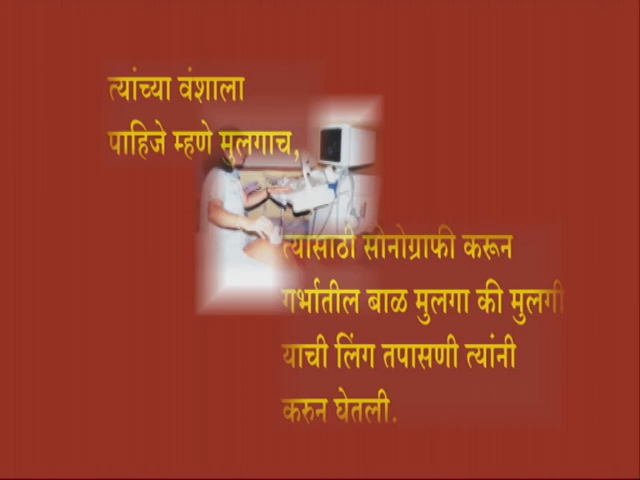 त्यांच्या वंशाला
पाहिजे म्हणे मुलगाच,
त्यासाठी सोनोग्राफी करून
गर्भातील बाळ मुलगा की मुलगी
याची लिंग तपासणी त्यांनी
करुन घेतली.